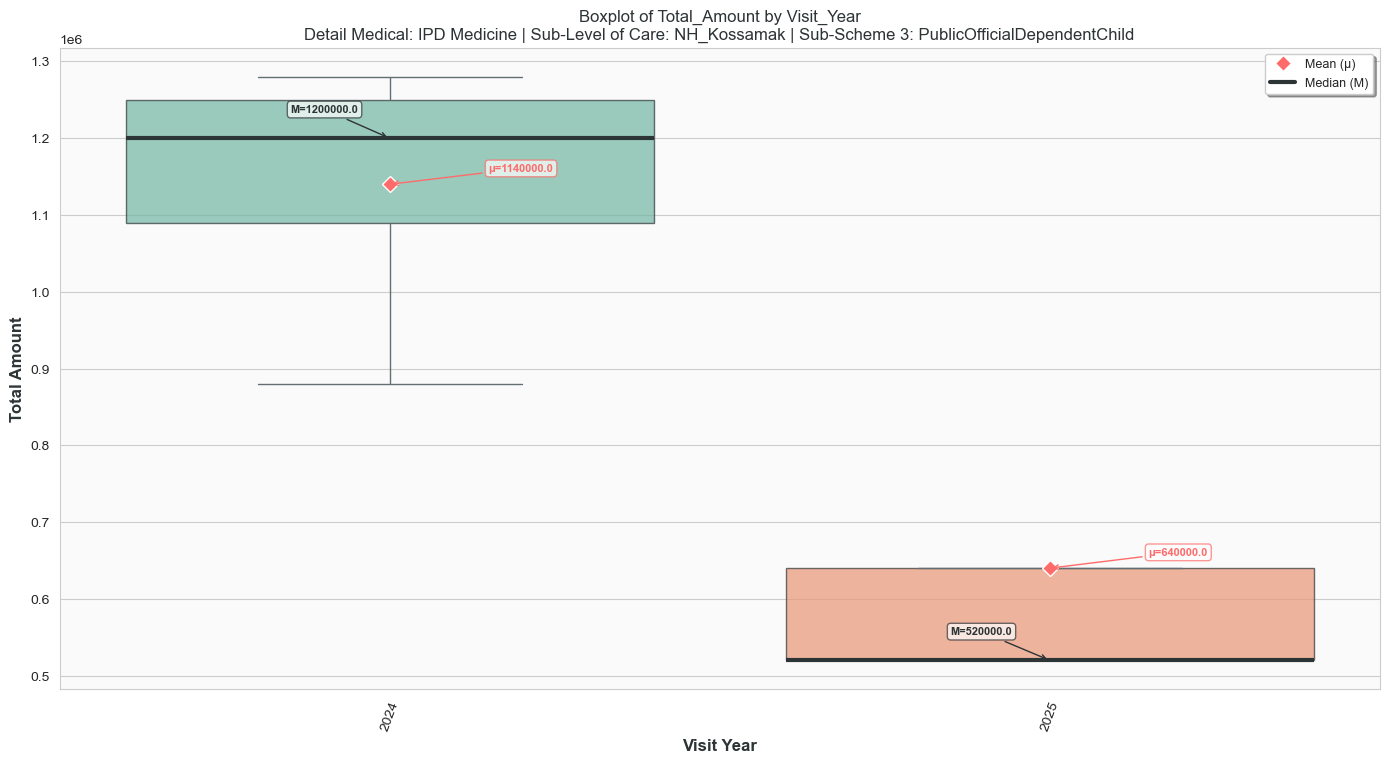 Boxplot of Total_Amount by Visit_Year
Detail Medical: IPD Medicine | Sub-Level of Care: NH_Kossamak | Sub-Scheme 3: PublicOfficialDependentChild
1e6
Mean (μ)
Median (M)
1.3
1.2
1.1
1.0
0.9
0.8
0.7
0.6
0.5
Total Amount
M=1200000.0
μ=1140000.0
μ=640000.0
M=520000.0
2024
2025
Visit Year